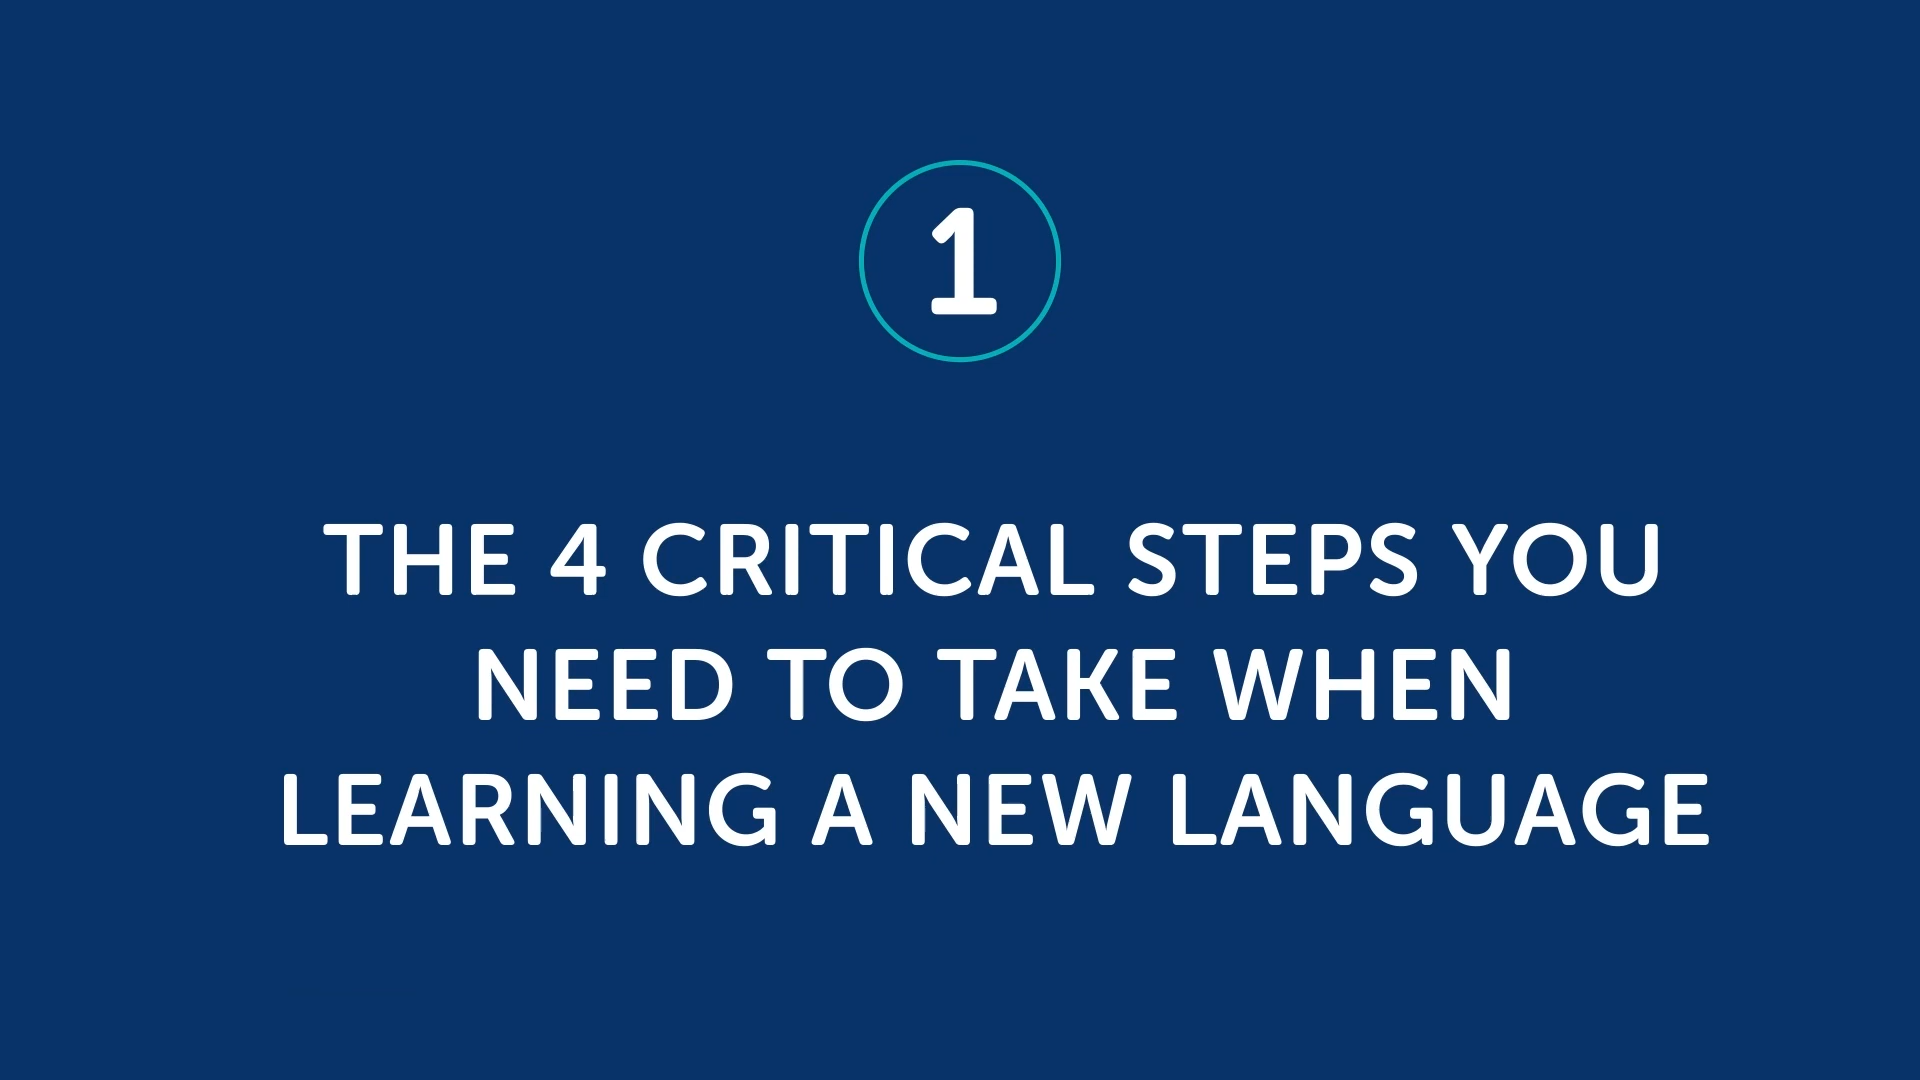 1
THE 4 CRITICAL STEPS YOU
NEED TO TAKE WHEN
LEARNING A NEW LANGUAGE